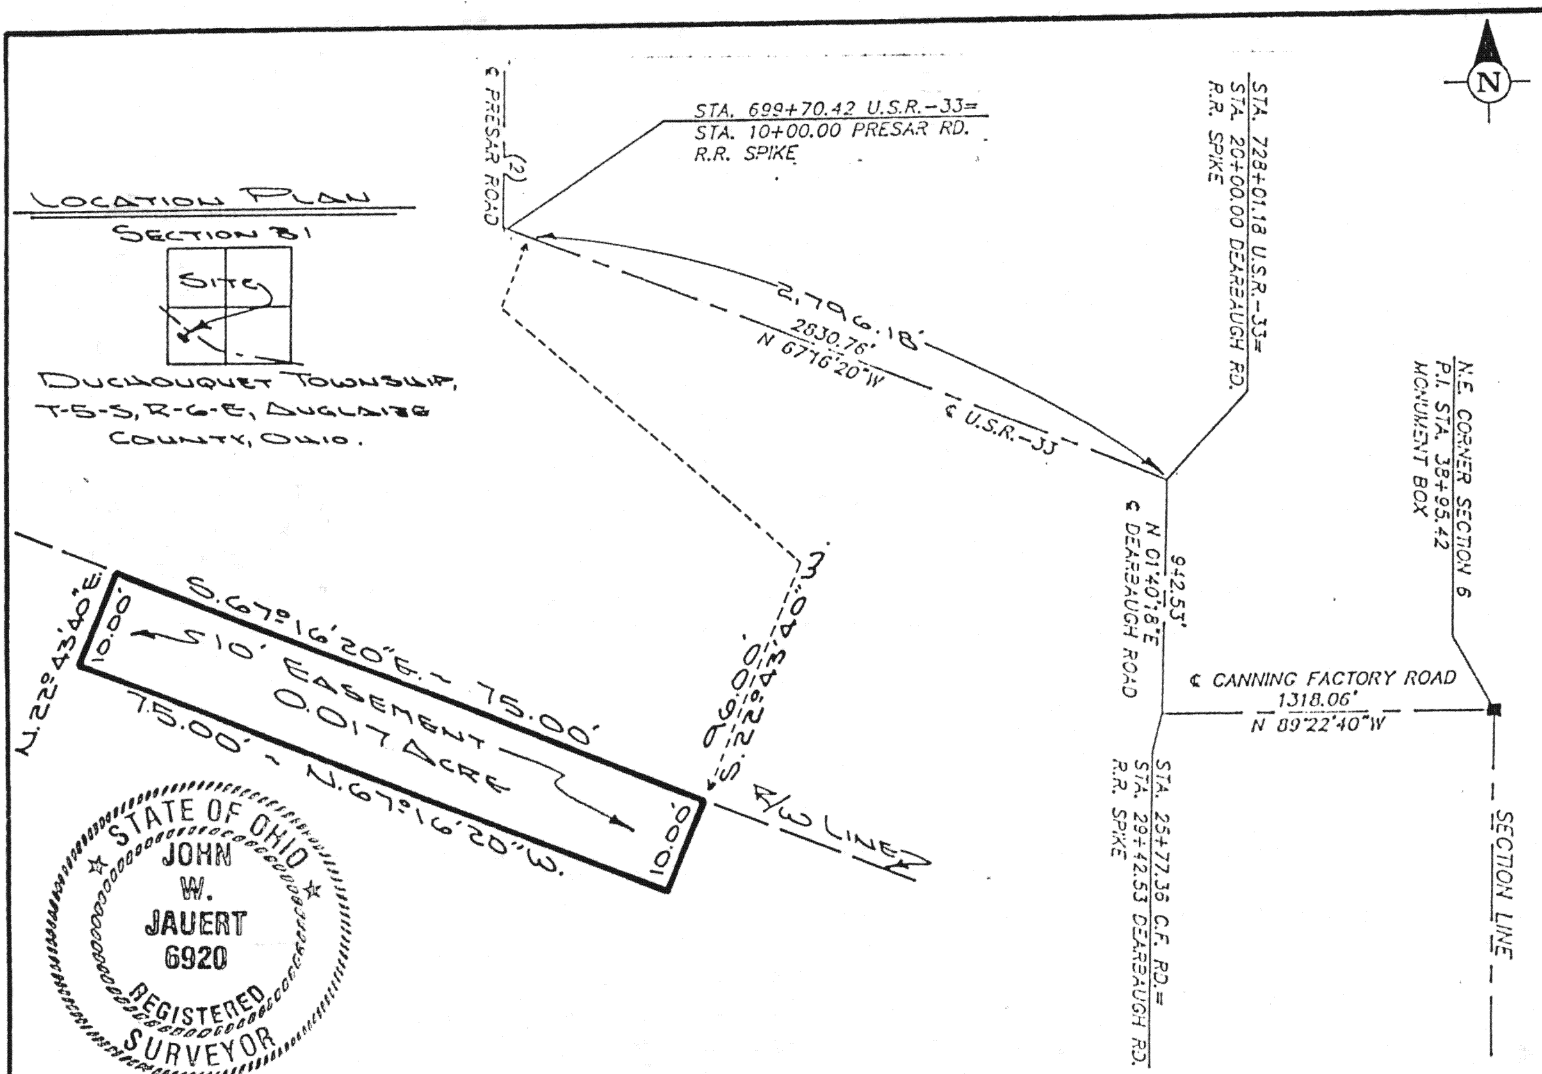 N
STA. 699+70.42 U.S.R.-33=
STA. 10+00.00 PRESAR RD.
R.R. SPIKE
℄ PRESAR ROAD
(2)
STA. 728+01.18 U.S.R.-33=
STA. 20+00.00 DEARBAUGH RD.
R.R. SPIKE
LOCATION PLAN
SECTION 31
SITE
DUCHOUQUET TOWNSHIP,
T-5-S, R-6-E, AUGLAIZE
COUNTY, OHIO.
2,796.18'
2830.76'
N 67°16'20"W
℄ U.S.R.-33
N.E. CORNER SECTION 6
P.I. STA. 38+95.42
MONUMENT BOX
942.53'
N 01°40'18"E
℄ DEARBAUGH ROAD
℄ CANNING FACTORY ROAD
1318.06'
N 89°22'40"W
STA. 25+77.36 C.F. RD.=
STA. 29+42.53 DEARBAUGH RD.
R.R. SPIKE
SECTION LINE
S.22°43'40"W.
96.00'
N.22°43'40"E.
10.00'
S.67°16'20"E. ~ 75.00'
10' EASEMENT
0.017 ACRE
75.00' ~ N.67°16'20"W.
10.00'
R/W LINE
STATE OF OHIO
JOHN
W.
JAUERT
6920
REGISTERED
SURVEYOR